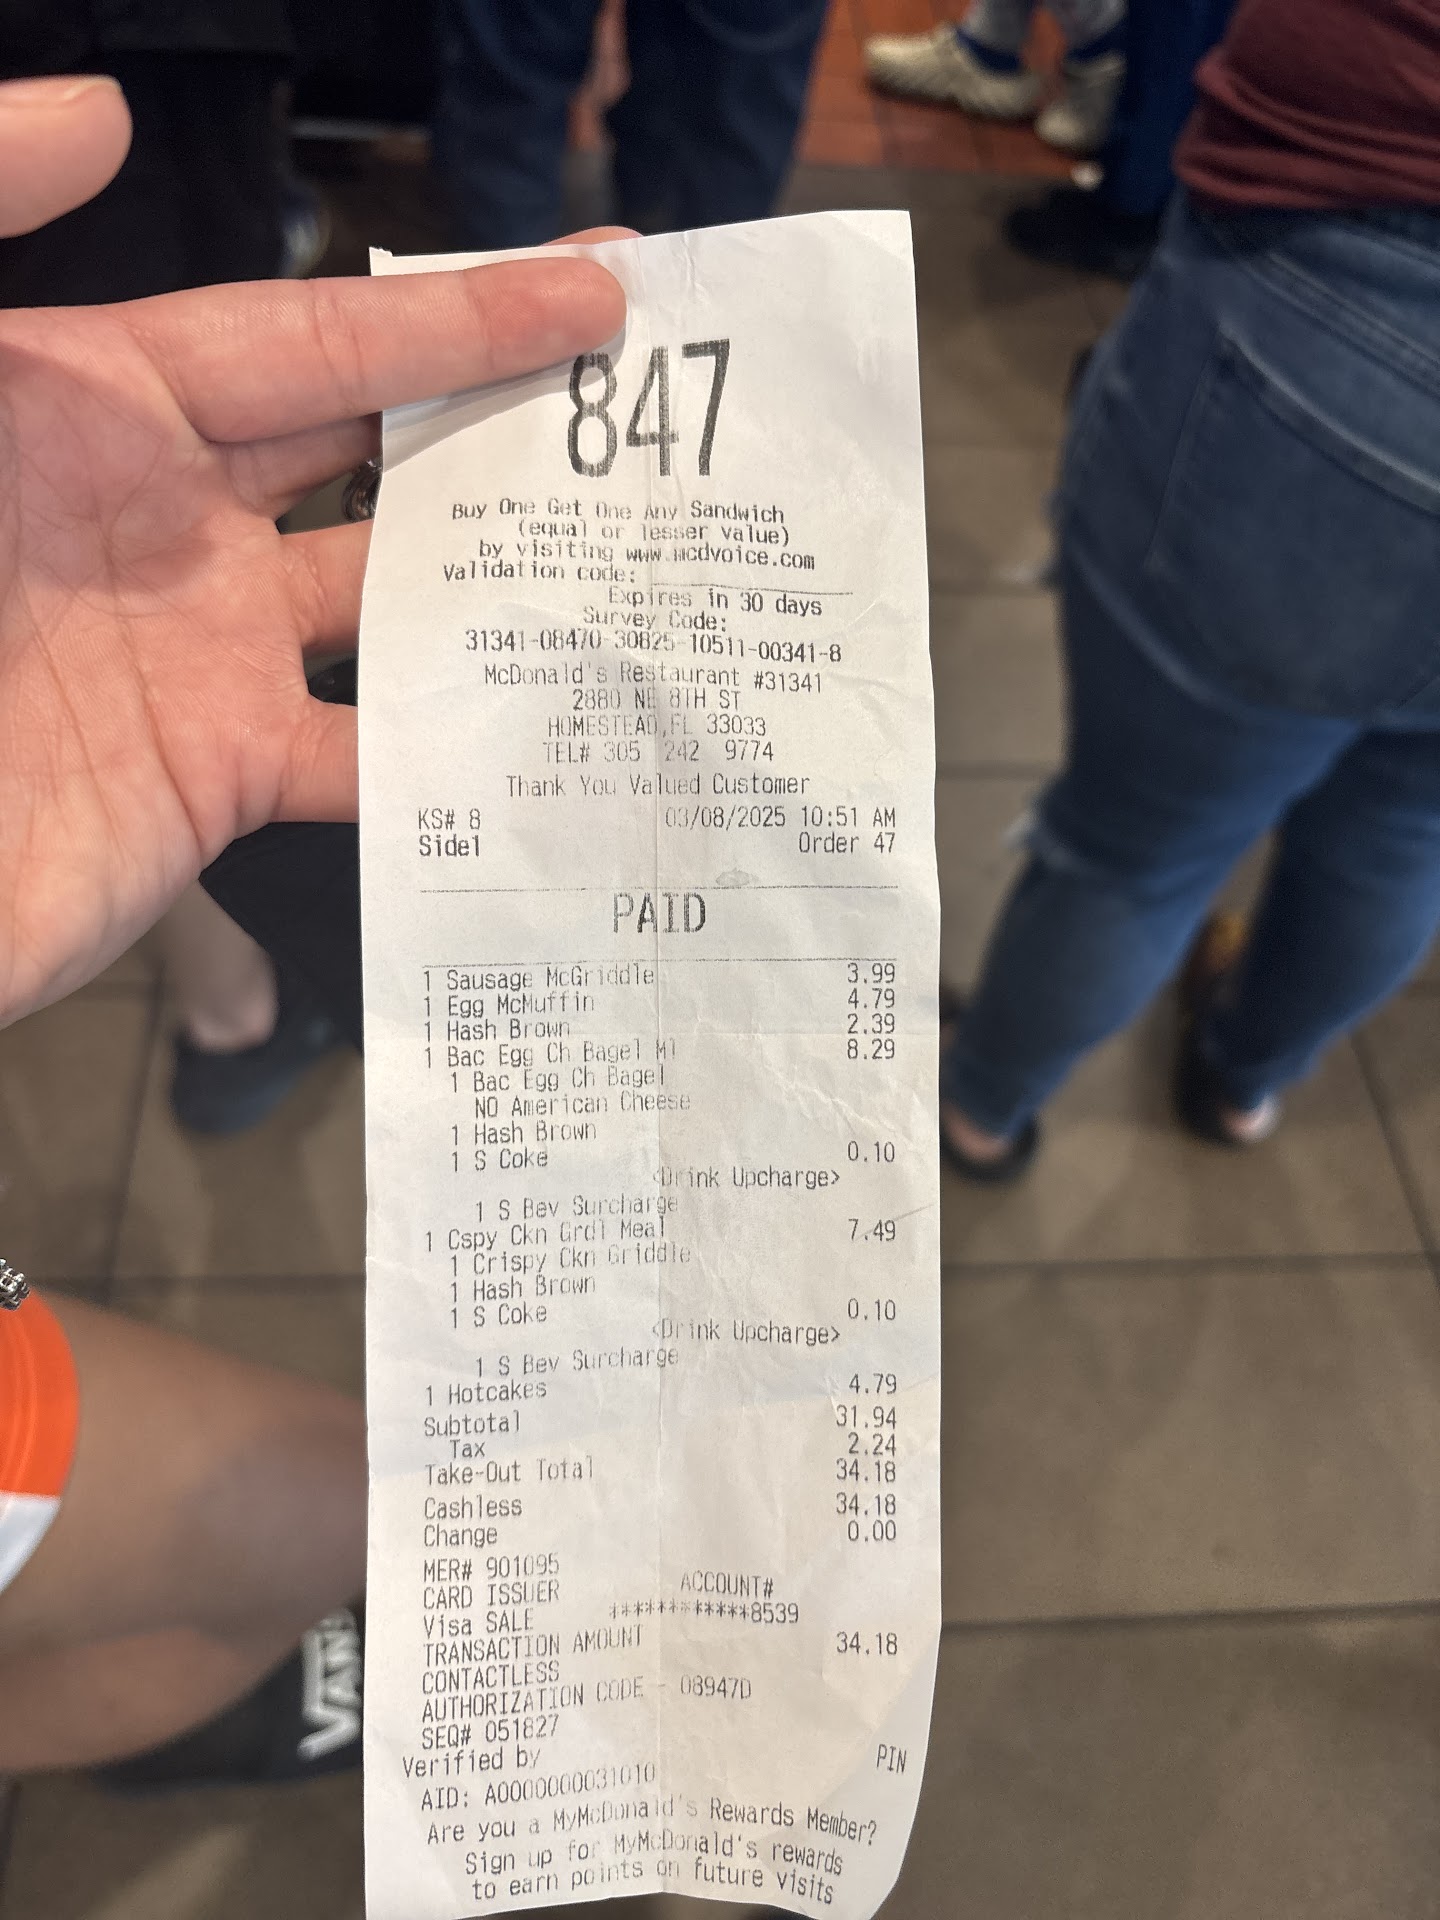 847
Buy One Get One Any Sandwich
(equal or lesser value)
by visiting www.mcdvoice.com
Validation code:
Expires in 30 days
Survey Code:
31341-08470-30825-10511-00341-8
McDonald's Restaurant #31341
2880 NE 8TH ST
HOMESTEAD,FL 33033
TEL# 305 242 9774
Thank You Valued Customer
KS# 8 03/08/2025 10:51 AM
Side1 Order 47
PAID
1 Sausage McGriddle 3.99
1 Egg McMuffin 4.79
1 Hash Brown 2.39
1 Bac Egg Ch Bagel Ml 8.29
1 Bac Egg Ch Bagel
NO American Cheese
1 Hash Brown
1 S Coke 0.10
<Drink Upcharge>
1 S Bev Surcharge
1 Cspy Ckn Grdl Meal 7.49
1 Crispy Ckn Griddle
1 Hash Brown
1 S Coke 0.10
<Drink Upcharge>
1 S Bev Surcharge
1 Hotcakes 4.79
Subtotal 31.94
Tax 2.24
Take-Out Total 34.18
Cashless 34.18
Change 0.00
MER# 901095
CARD ISSUER ACCOUNT#
Visa SALE ************8539
TRANSACTION AMOUNT 34.18
CONTACTLESS
AUTHORIZATION CODE - 08947D
SEQ# 051827
Verified by PIN
AID: A0000000031010
Are you a MyMcDonald's Rewards Member?
Sign up for MyMcDonald's rewards
to earn points on future visits
VANS